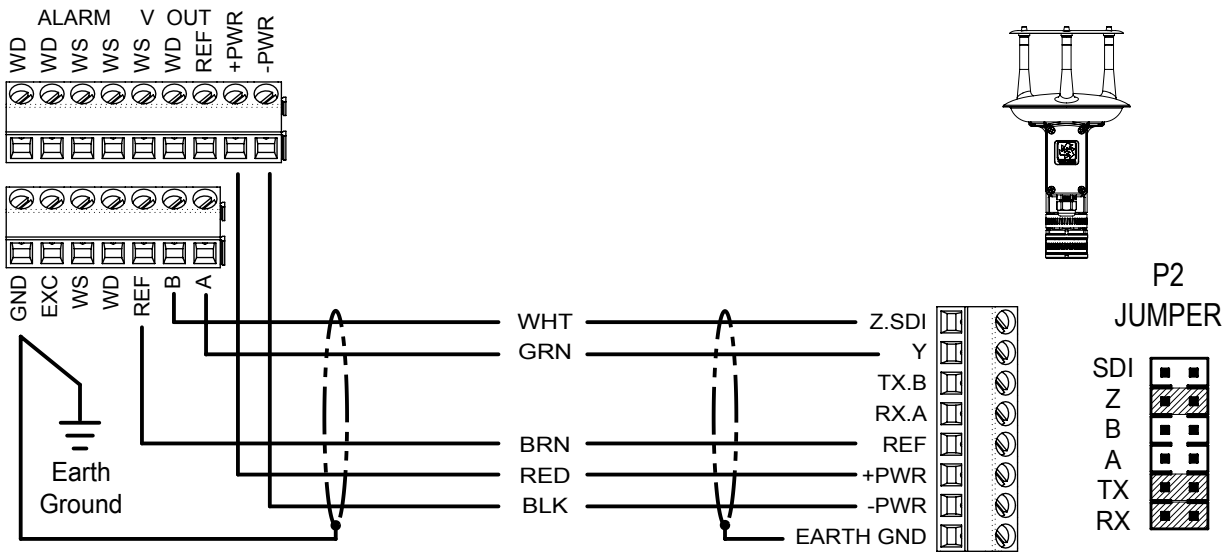 ALARM V OUT
WD WD WS WS WS WD REF +PWR -PWR
GND EXC WS WD REF B A
Earth
Ground
WHT
GRN
BRN
RED
BLK
Z.SDI
Y
TX.B
RX.A
REF
+PWR
-PWR
EARTH GND
P2
JUMPER
SDI
Z
B
A
TX
RX